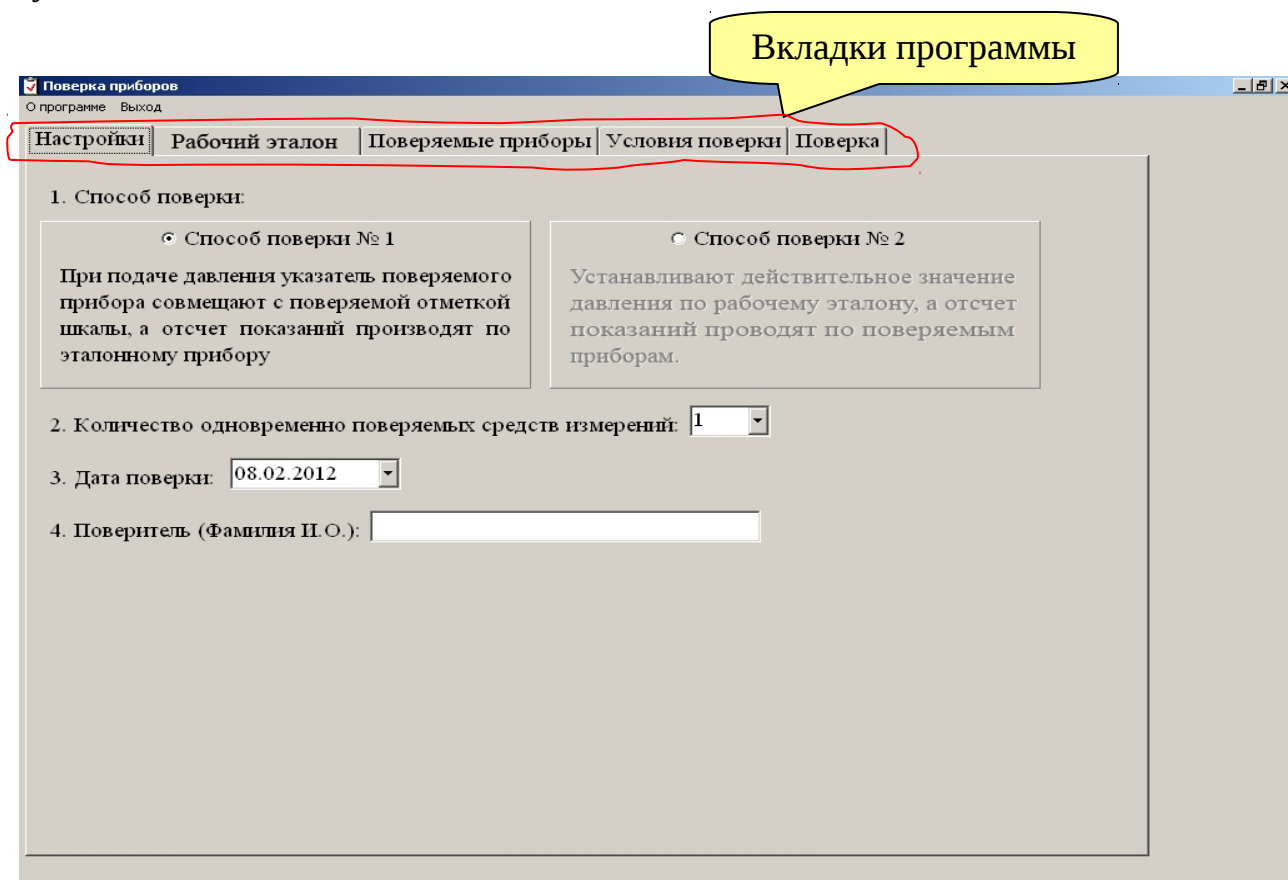 Вкладки программы
Поверка приборов
О программе Выход
Настройки Рабочий эталон Поверяемые приборы Условия поверки Поверка
1. Способ поверки:
Способ поверки № 1
При подаче давления указатель поверяемого
прибора совмещают с поверяемой отметкой
шкалы, а отсчет показаний производят по
эталонному прибору
Способ поверки № 2
Устанавливают действительное значение
давления по рабочему эталону, а отсчет
показаний проводят по поверяемым
приборам.
2. Количество одновременно поверяемых средств измерений: 1
3. Дата поверки: 08.02.2012
4. Поверитель (Фамилия И.О.):